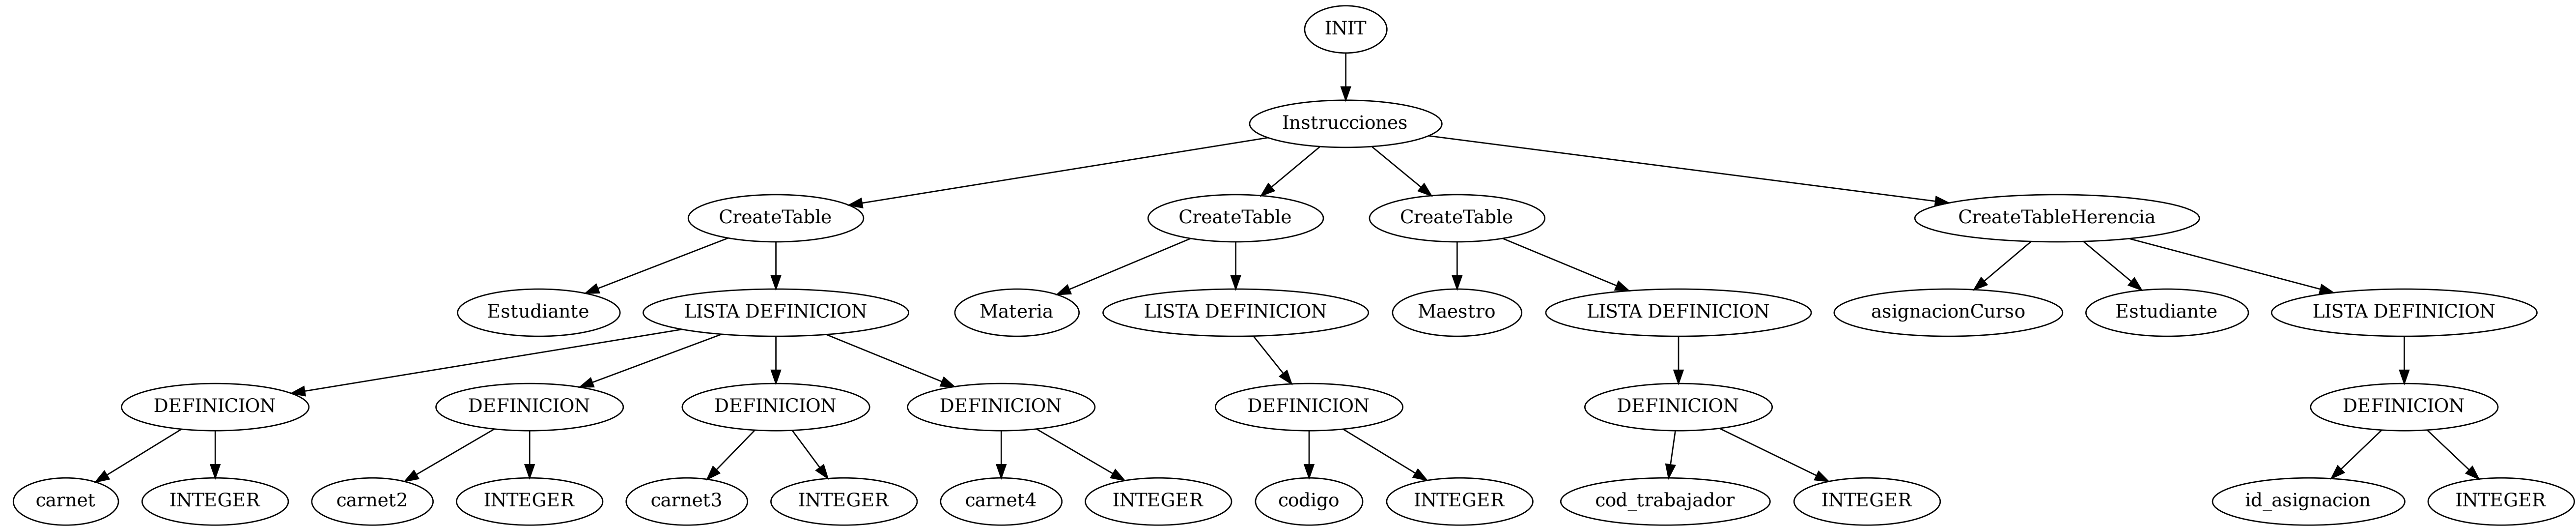 INIT
Instrucciones
CreateTable
CreateTable
CreateTable
CreateTableHerencia
Estudiante
LISTA DEFINICION
Materia
LISTA DEFINICION
Maestro
LISTA DEFINICION
asignacionCurso
Estudiante
LISTA DEFINICION
DEFINICION
DEFINICION
DEFINICION
DEFINICION
DEFINICION
DEFINICION
DEFINICION
carnet
INTEGER
carnet2
INTEGER
carnet3
INTEGER
carnet4
INTEGER
codigo
INTEGER
cod_trabajador
INTEGER
id_asignacion
INTEGER